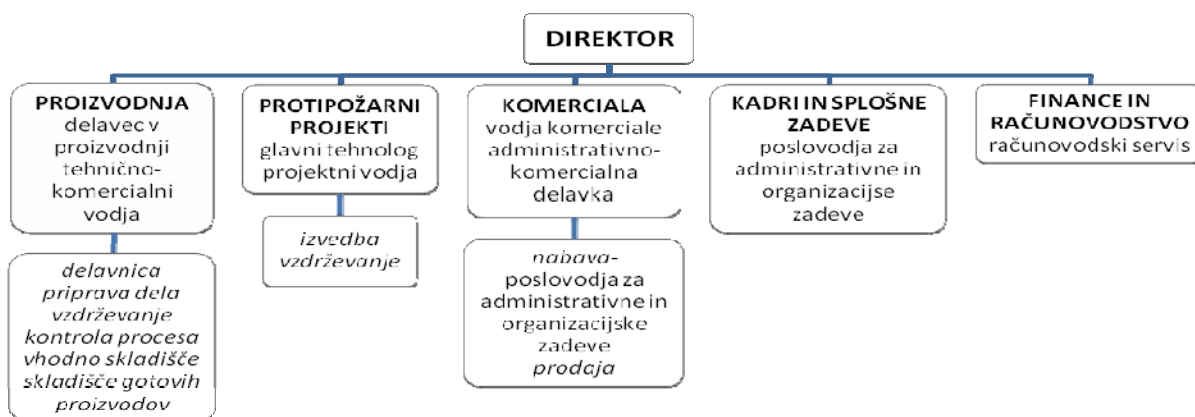 DIREKTOR
PROIZVODNJA
delavec v
proizvodnji
tehnično-
komercialni
vodja
PROTIPOŽARNI
PROJEKTI
glavni tehnolog
projektni vodja
KOMERCIALA
vodja komerciale
administrativno-
komercialna
delavka
KADRI IN SPLOŠNE
ZADEVE
poslovodja za
administrativne in
organizacijse
zadeve
FINANCE IN
RAČUNOVODSTVO
računovodski servis
delavnica
priprava dela
vzdrževanje
kontrola procesa
vhodno skladišče
skladišče gotovih
proizvodov
izvedba
vzdrževanje
nabava-
poslovodja za
administrativne in
organizacijske
zadeve
prodaja